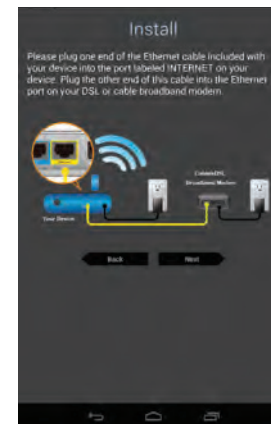 Install
Please plug one end of the Ethernet cable included with
your device into the port labeled INTERNET on your
device. Plug the other end of this cable into the Ethernet
port on your DSL or cable broadband modem.
Cable/DSL
Broadband Modem
Your Device
Back
Next